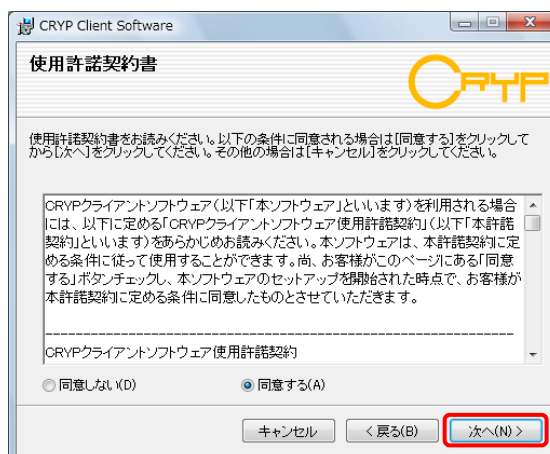 CRYP Client Software
使用許諾契約書
CRYP
使用許諾契約書をお読みください。以下の条件に同意される場合は[同意する]をクリックして
から[次へ]をクリックしてください。その他の場合は[キャンセル]をクリックしてください。
CRYPクライアントソフトウェア(以下「本ソフトウェア」といいます)を利用される場合
には、以下に定める「CRYPクライアントソフトウェア使用許諾契約」(以下「本許諾
契約」といいます)をあらかじめお読みください。本ソフトウェアは、本許諾契約に定
める条件に従って使用することができます。尚、お客様がこのページにある「同意
する」ボタンチェックし、本ソフトウェアのセットアップを開始された時点で、お客様が
本許諾契約に定める条件に同意したものとさせていただきます。
----------------------------------------------------------------
CRYPクライアントソフトウェア使用許諾契約
同意しない(D) 同意する(A)
キャンセル < 戻る(B) 次へ(N) >